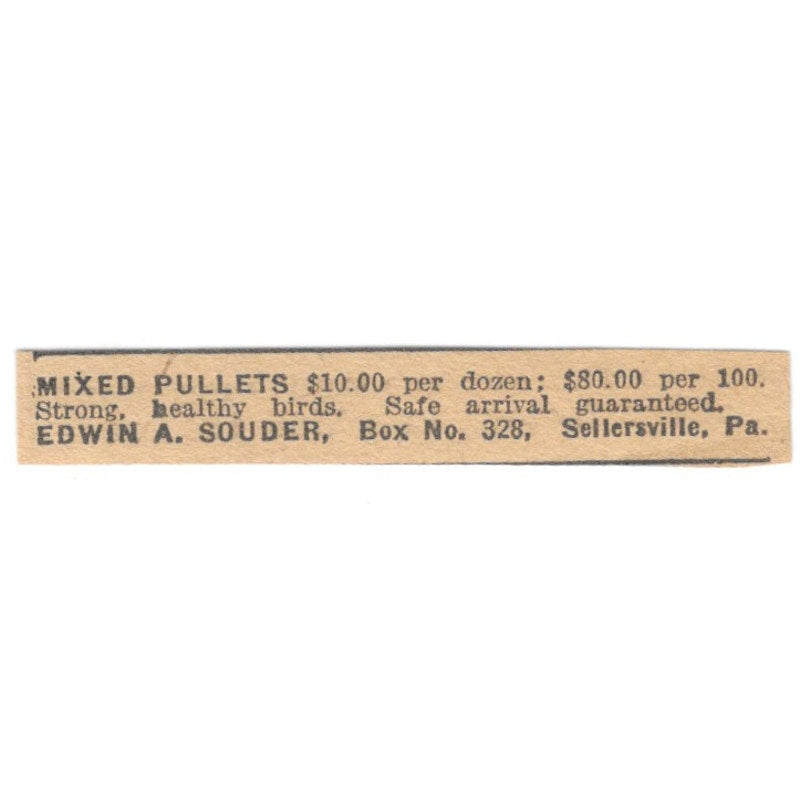 MIXED PULLETS $10.00 per dozen; $80.00 per 100.
Strong, healthy birds. Safe arrival guaranteed.
EDWIN A. SOUDER, Box No. 328, Sellersville, Pa.